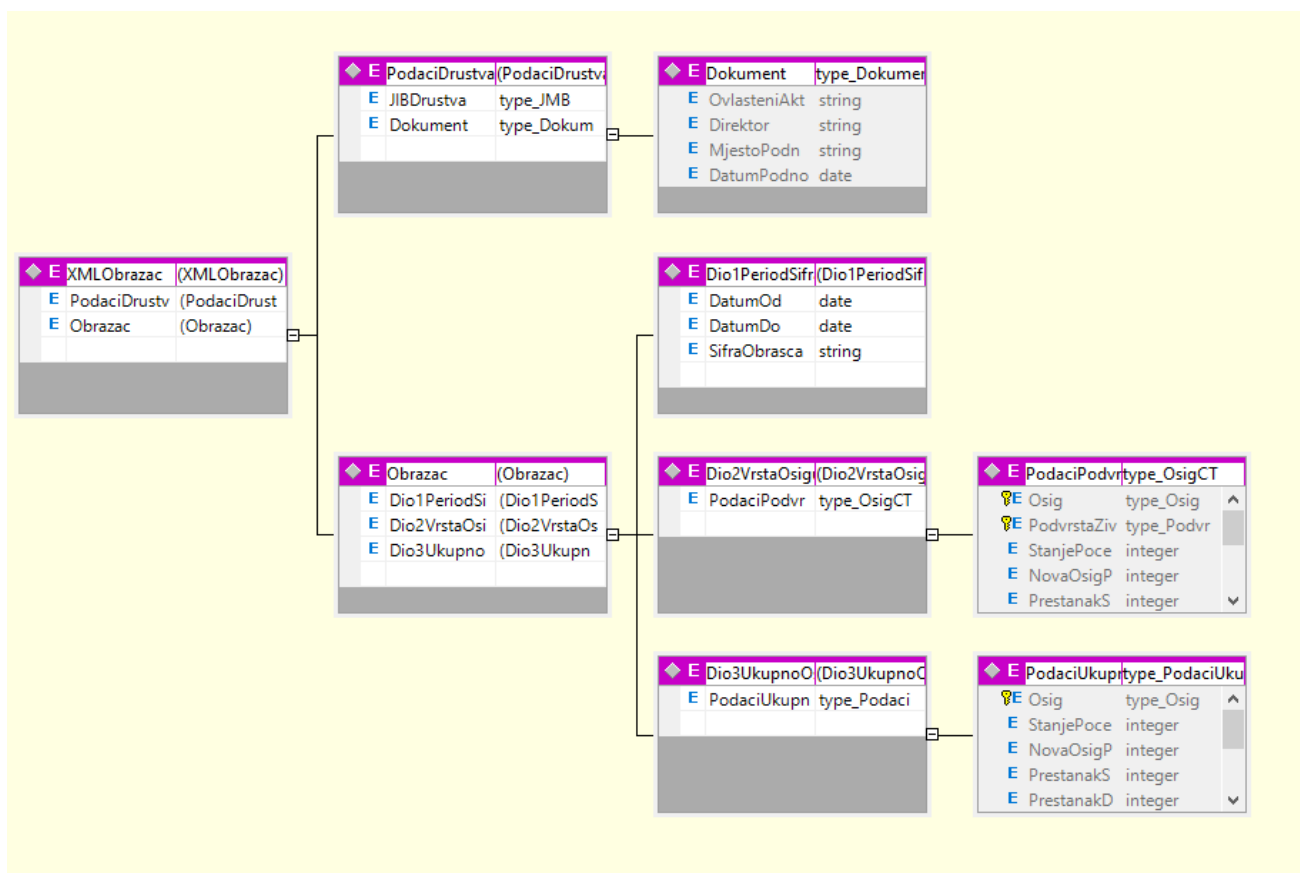 E PodaciDrustva (PodaciDrustva
E JIBDrustva type_JMB
E Dokument type_Dokum
E Dokument type_Dokumen
E OvlasteniAkt string
E Direktor string
E MjestoPodn string
E DatumPodno date
E XMLObrazac (XMLObrazac)
E PodaciDrustv (PodaciDrust
E Obrazac (Obrazac)
E Dio1PeriodSifr (Dio1PeriodSif
E DatumOd date
E DatumDo date
E SifraObrasca string
E Obrazac (Obrazac)
E Dio1PeriodSi (Dio1PeriodS
E Dio2VrstaOsi (Dio2VrstaOs
E Dio3Ukupno (Dio3Ukupn
E Dio2VrstaOsig (Dio2VrstaOsig
E PodaciPodvr type_OsigCT
E PodaciPodvr type_OsigCT
E Osig type_Osig
E PodvrstaZiv type_Podvr
E StanjePoce integer
E NovaOsigP integer
E PrestanakS integer
E Dio3UkupnoO (Dio3UkupnoO
E PodaciUkupn type_Podaci
E PodaciUkupn type_PodaciUku
E Osig type_Osig
E StanjePoce integer
E NovaOsigP integer
E PrestanakS integer
E PrestanakD integer